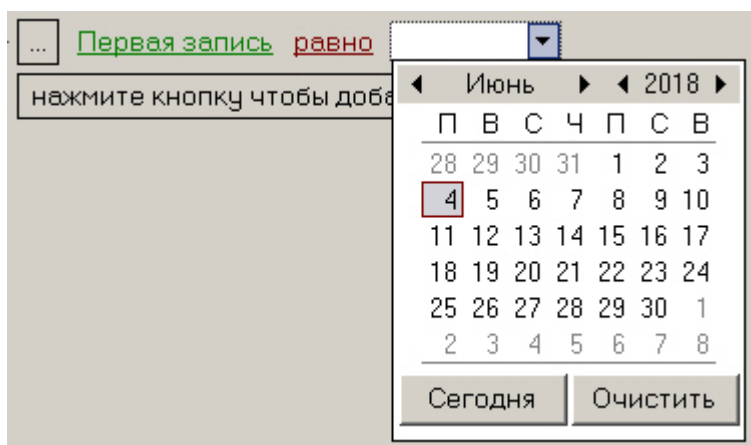 ... Первая запись равно
нажмите кнопку чтобы доба
Июнь 2018
П В С Ч П С В
28 29 30 31 1 2 3
4 5 6 7 8 9 10
11 12 13 14 15 16 17
18 19 20 21 22 23 24
25 26 27 28 29 30 1
2 3 4 5 6 7 8
Сегодня Очистить